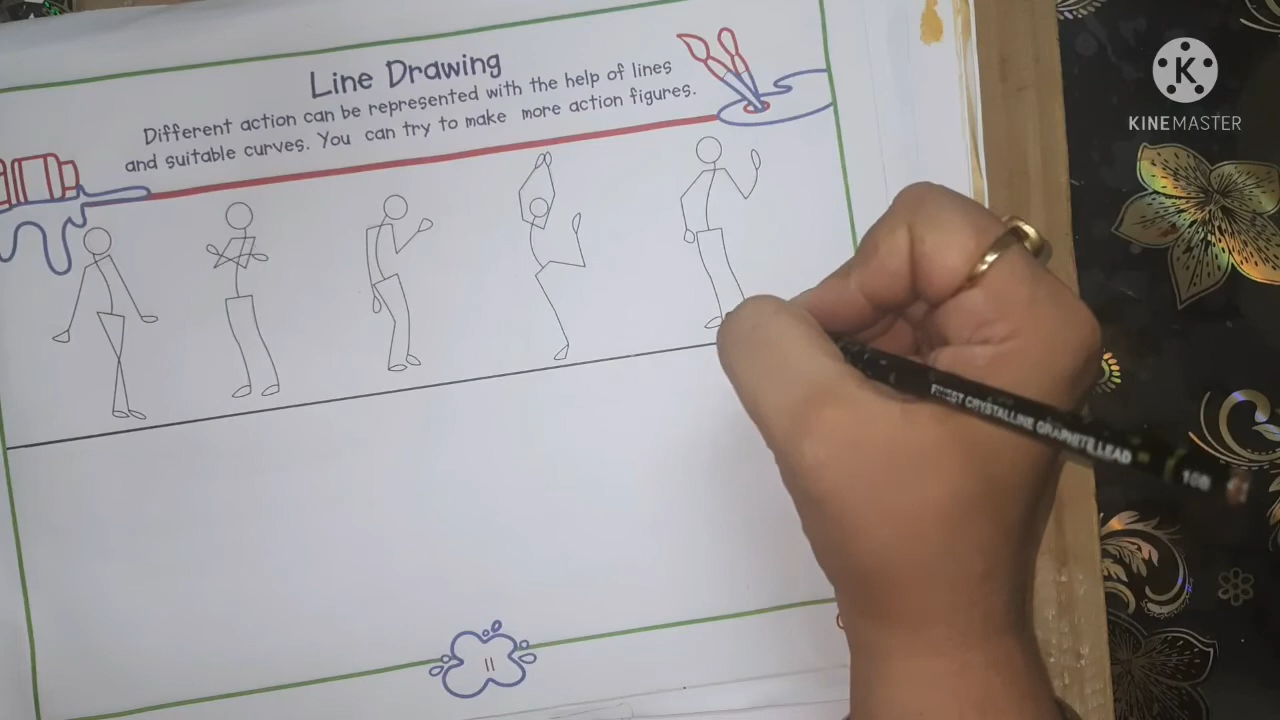 Line Drawing
Different action can be represented with the help of lines
and suitable curves. You can try to make more action figures.
K
KINEMASTER
FINEST CRYSTALLINE GRAPHITE LEAD
10B
11